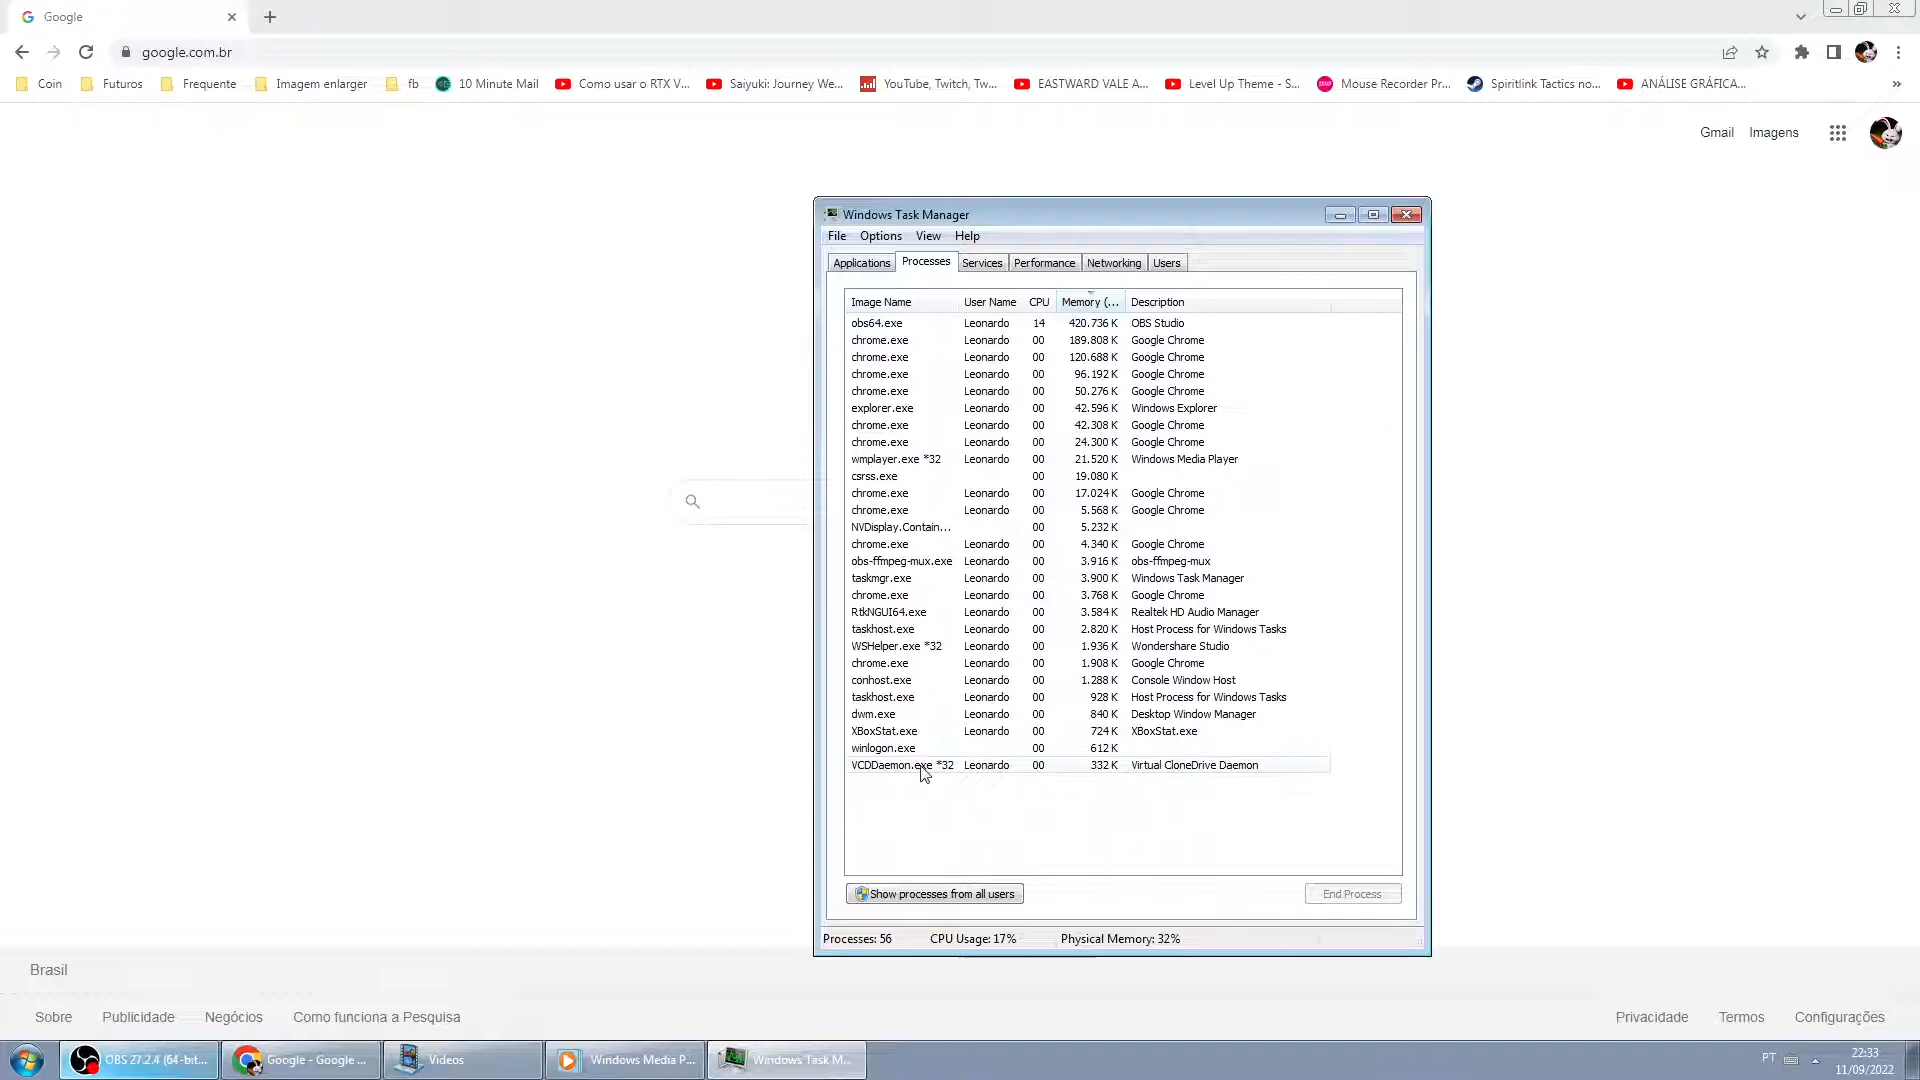 Google
google.com.br
Coin
Futuros
Frequente
Imagem enlarger
fb
10 Minute Mail
Como usar o RTX V...
Saiyuki: Journey We...
YouTube, Twitch, Tw...
EASTWARD VALE A...
Level Up Theme - S...
Mouse Recorder Pr...
Spiritlink Tactics no...
ANÁLISE GRÁFICA...
»
Gmail
Imagens
Windows Task Manager
File Options View Help
Applications Processes Services Performance Networking Users
Image Name User Name CPU Memory (... Description
obs64.exe Leonardo 14 420.736 K OBS Studio
chrome.exe Leonardo 00 189.808 K Google Chrome
chrome.exe Leonardo 00 120.688 K Google Chrome
chrome.exe Leonardo 00 96.192 K Google Chrome
chrome.exe Leonardo 00 50.276 K Google Chrome
explorer.exe Leonardo 00 42.596 K Windows Explorer
chrome.exe Leonardo 00 42.308 K Google Chrome
chrome.exe Leonardo 00 24.300 K Google Chrome
wmplayer.exe *32 Leonardo 00 21.520 K Windows Media Player
csrss.exe 00 19.080 K
chrome.exe Leonardo 00 17.024 K Google Chrome
chrome.exe Leonardo 00 5.568 K Google Chrome
NVDisplay.Contain... 00 5.232 K
chrome.exe Leonardo 00 4.340 K Google Chrome
obs-ffmpeg-mux.exe Leonardo 00 3.916 K obs-ffmpeg-mux
taskmgr.exe Leonardo 00 3.900 K Windows Task Manager
chrome.exe Leonardo 00 3.768 K Google Chrome
RtkNGUI64.exe Leonardo 00 3.584 K Realtek HD Audio Manager
taskhost.exe Leonardo 00 2.820 K Host Process for Windows Tasks
WSHelper.exe *32 Leonardo 00 1.936 K Wondershare Studio
chrome.exe Leonardo 00 1.908 K Google Chrome
conhost.exe Leonardo 00 1.288 K Console Window Host
taskhost.exe Leonardo 00 928 K Host Process for Windows Tasks
dwm.exe Leonardo 00 840 K Desktop Window Manager
XBoxStat.exe Leonardo 00 724 K XBoxStat.exe
winlogon.exe 00 612 K
VCDDaemon.exe *32 Leonardo 00 332 K Virtual CloneDrive Daemon
Show processes from all users
End Process
Processes: 56 CPU Usage: 17% Physical Memory: 32%
Brasil
Sobre Publicidade Negócios Como funciona a Pesquisa
Privacidade Termos Configurações
OBS 27.2.4 (64-bit...
Google - Google ...
Videos
Windows Media P...
Windows Task M...
PT
22:33
11/09/2022